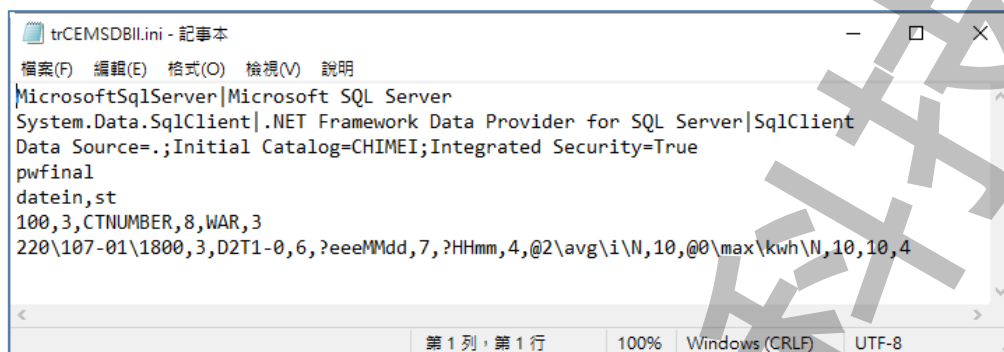 trCEMSDBII.ini - 記事本
檔案(F) 編輯(E) 格式(O) 檢視(V) 說明
MicrosoftSqlServer|Microsoft SQL Server
System.Data.SqlClient|.NET Framework Data Provider for SQL Server|SqlClient
Data Source=.;Initial Catalog=CHIMEI;Integrated Security=True
pwfinal
datein,st
100,3,CTNUMBER,8,WAR,3
220\107-01\1800,3,D2T1-0,6,?eeeMMdd,7,?HHmm,4,@2\avg\i\N,10,@0\max\kwh\N,10,10,4
第 1 列，第 1 行 100% Windows (CRLF) UTF-8